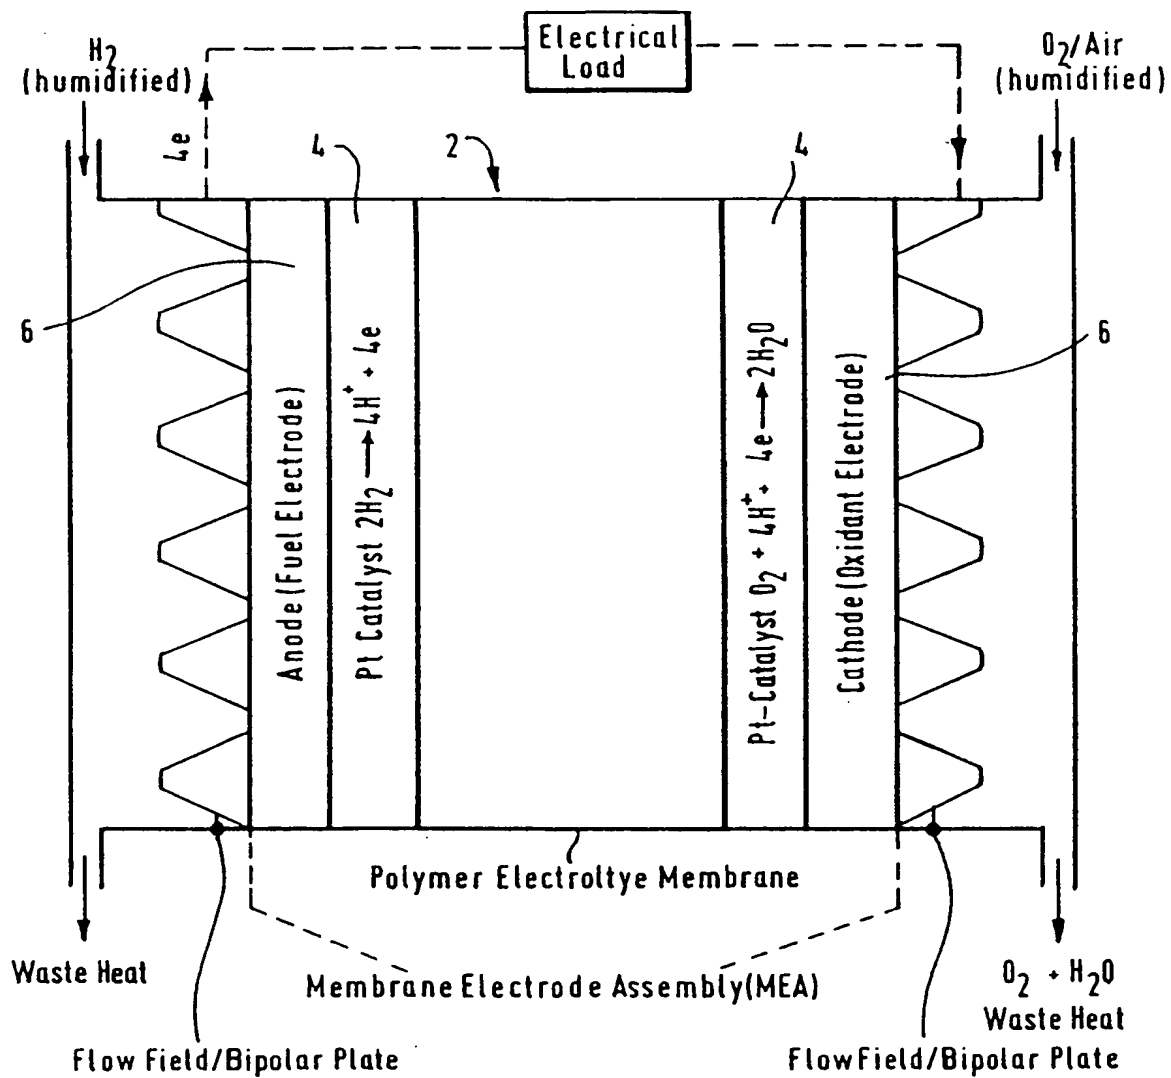 Electrical
Load
H2
(humidified)
O2/Air
(humidified)
4e
4
2
4
6
6
Anode(Fuel Electrode)
Pt Catalyst 2H2 → 4H+ + 4e
Pt-Catalyst O2 + 4H+ + 4e → 2H2O
Cathode(Oxidant Electrode)
Polymer Electroltye Membrane
Waste Heat
Membrane Electrode Assembly(MEA)
O2 + H2O
Waste Heat
Flow Field/Bipolar Plate
FlowField/Bipolar Plate